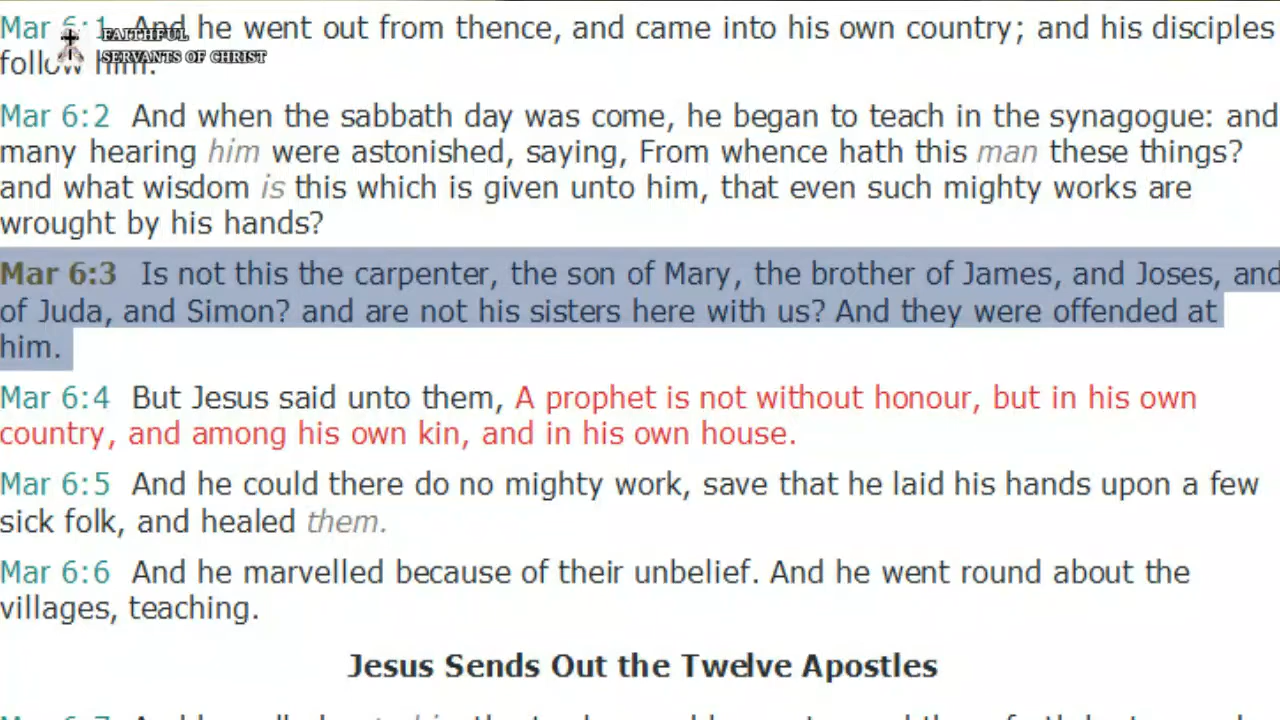 Mar 6:1 And he went out from thence, and came into his own country; and his disciples
follow him.
FAITHFUL
SERVANTS OF CHRIST
Mar 6:2 And when the sabbath day was come, he began to teach in the synagogue: and
many hearing him were astonished, saying, From whence hath this man these things?
and what wisdom is this which is given unto him, that even such mighty works are
wrought by his hands?
Mar 6:3 Is not this the carpenter, the son of Mary, the brother of James, and Joses, and
of Juda, and Simon? and are not his sisters here with us? And they were offended at
him.
Mar 6:4 But Jesus said unto them, A prophet is not without honour, but in his own
country, and among his own kin, and in his own house.
Mar 6:5 And he could there do no mighty work, save that he laid his hands upon a few
sick folk, and healed them.
Mar 6:6 And he marvelled because of their unbelief. And he went round about the
villages, teaching.
Jesus Sends Out the Twelve Apostles